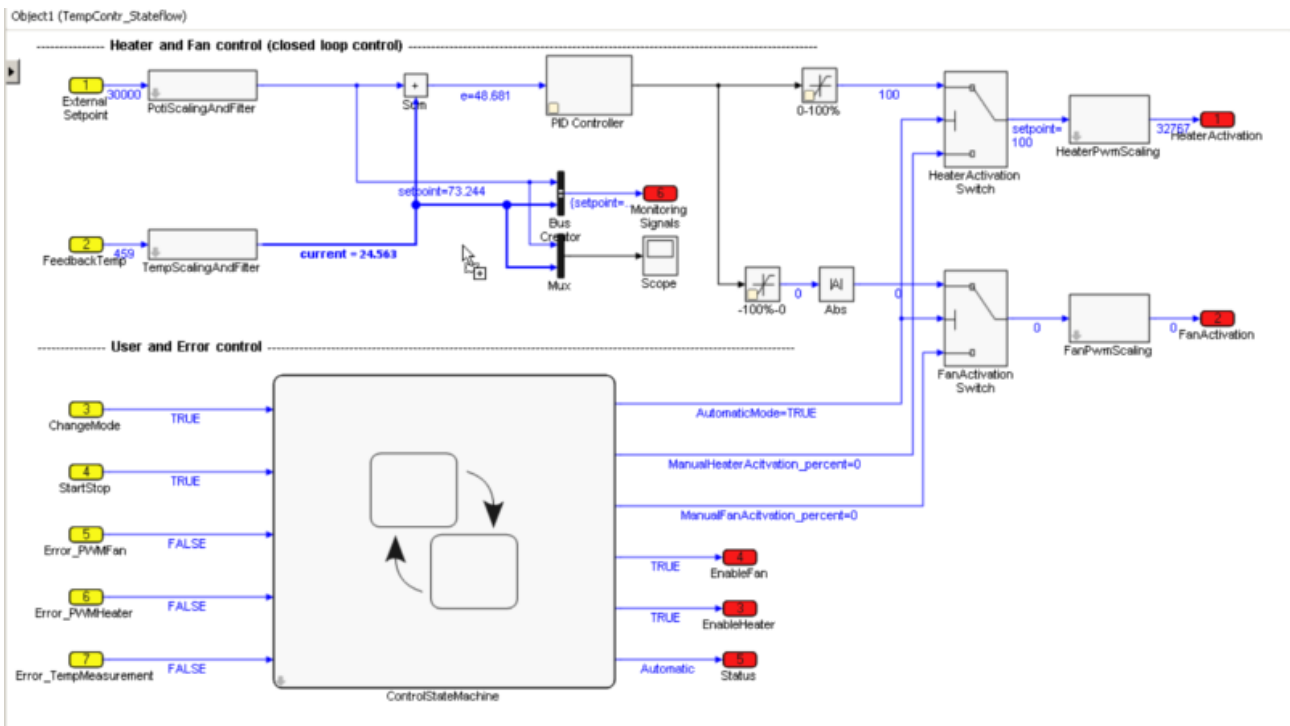 Object1 (TempContr_Stateflow)
--------------- Heater and Fan control (closed loop control) ---------------
1
30000
External
Setpoint
PotiScalingAndFilter
+
Sum
e=48.681
PID Controller
0-100%
100
HeaterActivation
Switch
setpoint=
100
HeaterPwmScaling
32767
1
HeaterActivation
setpoint=73.244
Bus
Creator
{setpoint=...
6
Monitoring
Signals
2
459
FeedbackTemp
TempScalingAndFilter
current = 24.563
Mux
Scope
-100%-0
0
|A|
Abs
0
FanActivation
Switch
0
FanPwmScaling
0
2
FanActivation
--------------- User and Error control ---------------
3
ChangeMode
TRUE
4
StartStop
TRUE
5
Error_PWMFan
FALSE
6
Error_PWMHeater
FALSE
7
Error_TempMeasurement
FALSE
ControlStateMachine
AutomaticMode=TRUE
ManualHeaterAcitvation_percent=0
ManualFanAcitvation_percent=0
TRUE
4
EnableFan
TRUE
3
EnableHeater
Automatic
5
Status